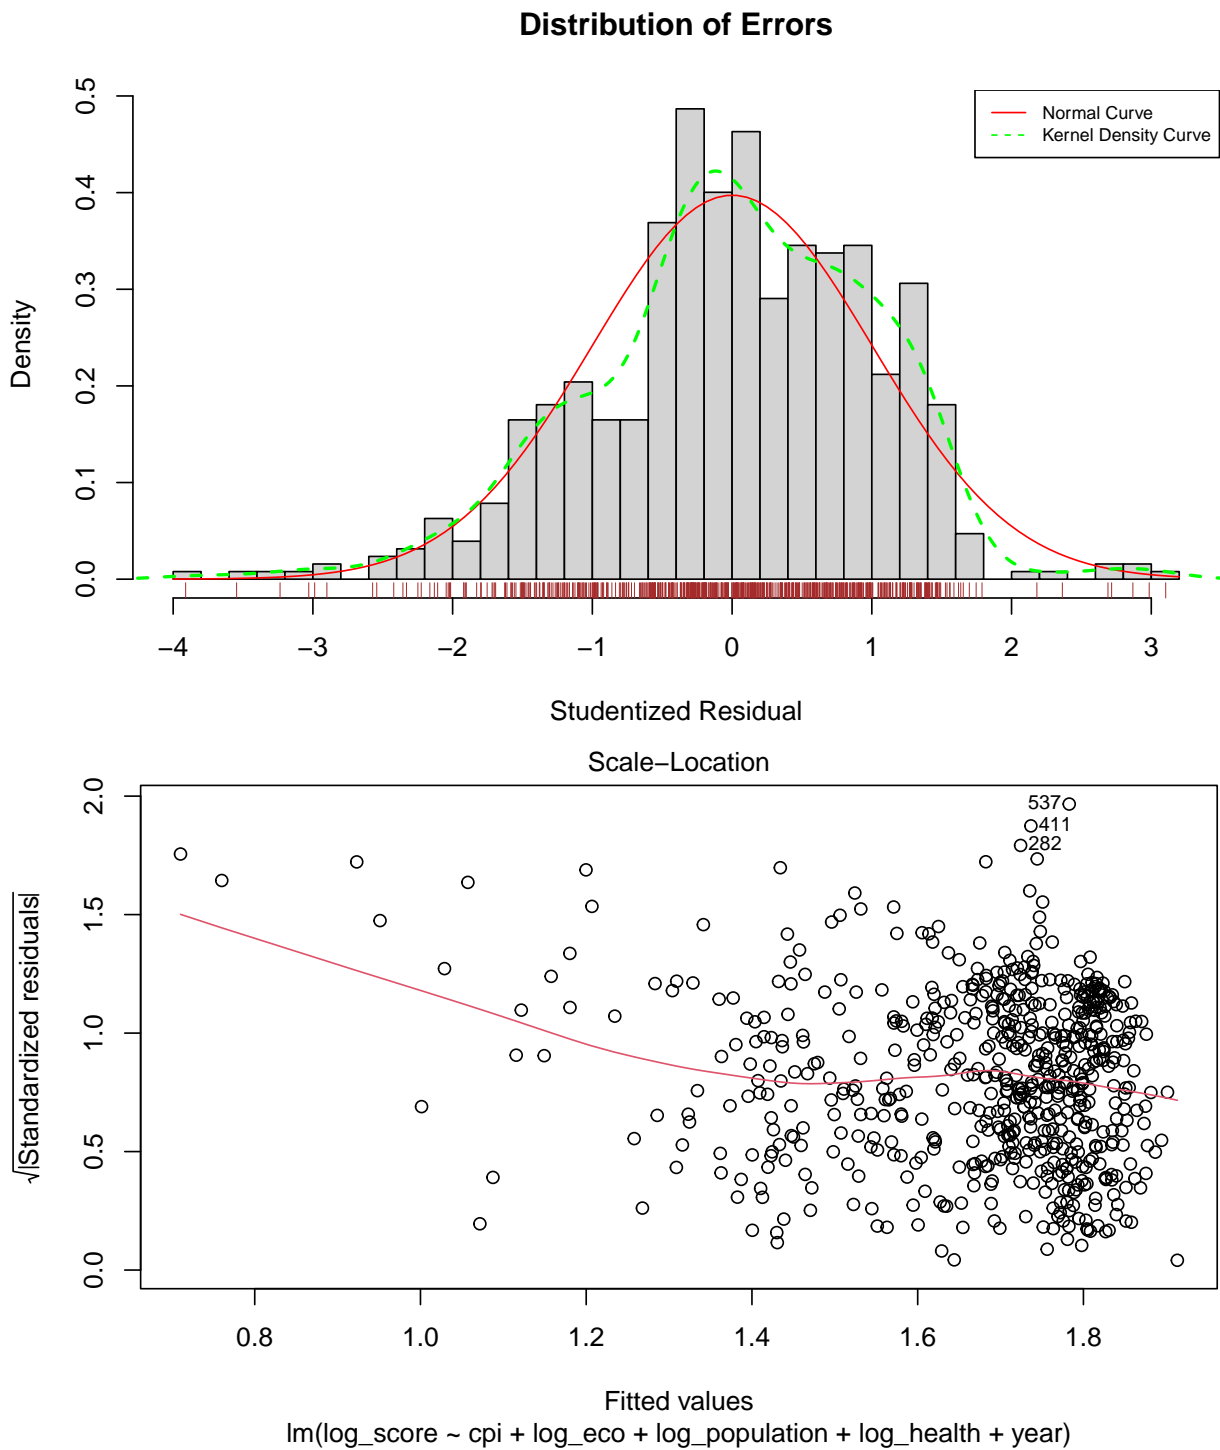 Distribution of Errors
Normal Curve
Kernel Density Curve
0.5
0.4
0.3
0.2
0.1
0.0
Density
−4 −3 −2 −1 0 1 2 3
Studentized Residual
Scale−Location
2.0
1.5
1.0
0.5
0.0
√|Standardized residuals|
537
411
282
0.8 1.0 1.2 1.4 1.6 1.8
Fitted values
lm(log_score ~ cpi + log_eco + log_population + log_health + year)